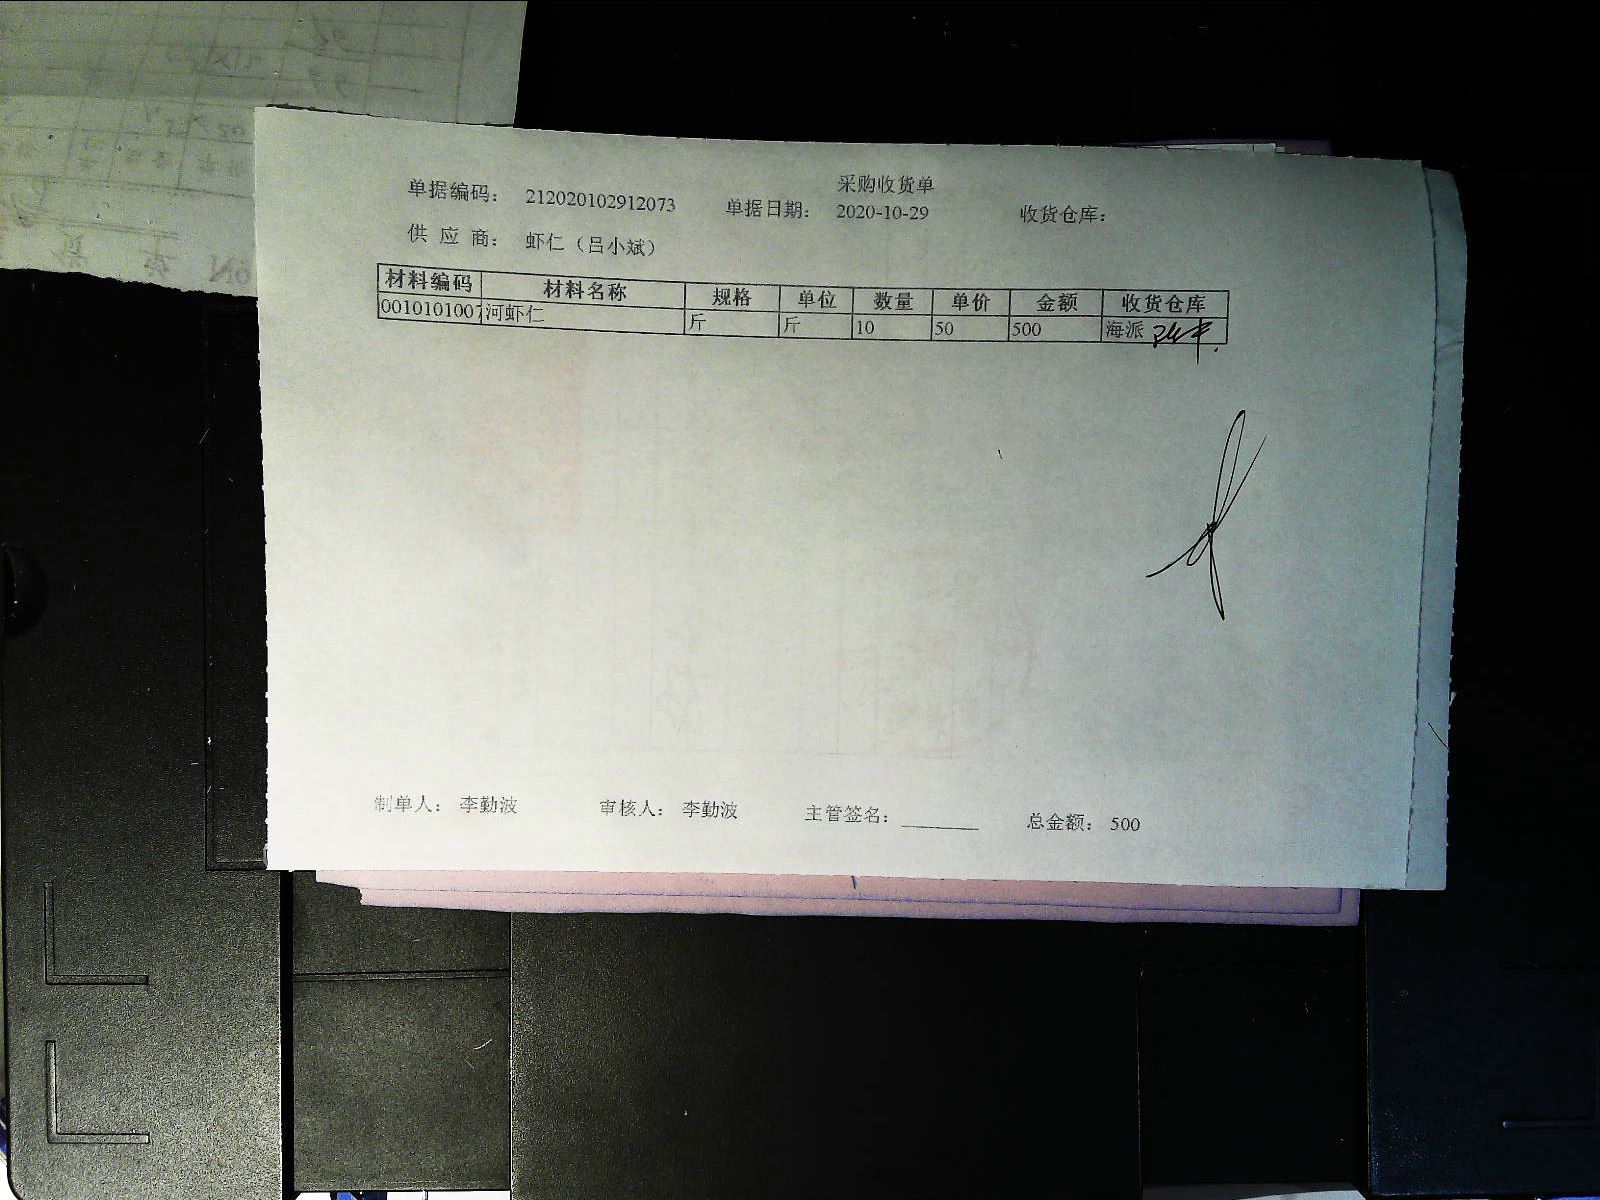 采购收货单
单据编码： 212020102912073 单据日期： 2020-10-29 收货仓库：
供 应 商： 虾仁（吕小斌）
材料编码 材料名称 规格 单位 数量 单价 金额 收货仓库
0010101007 河虾仁 斤 斤 10 50 500 海派
制单人： 李勤波 审核人： 李勤波 主管签名：________ 总金额： 500